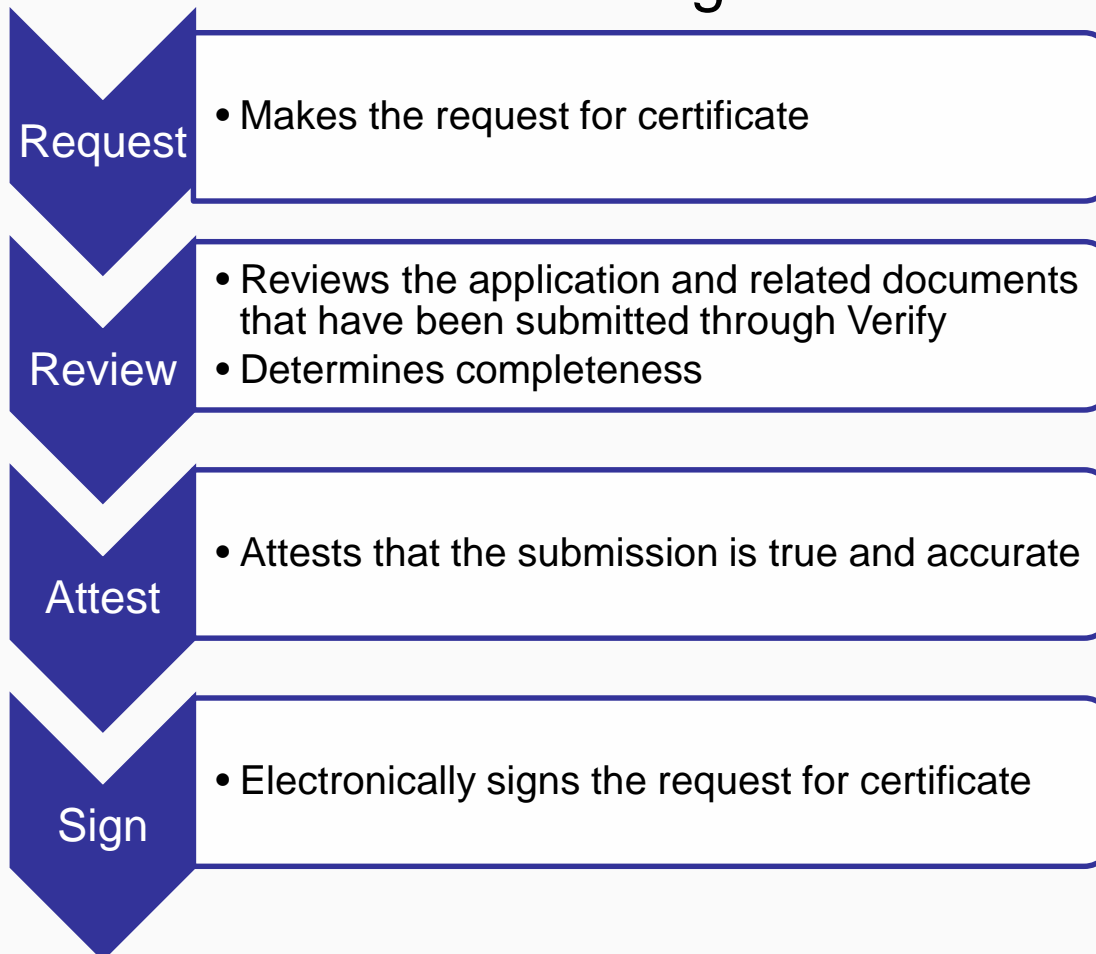 Request
• Makes the request for certificate
Review
• Reviews the application and related documents
that have been submitted through Verify
• Determines completeness
Attest
• Attests that the submission is true and accurate
Sign
• Electronically signs the request for certificate